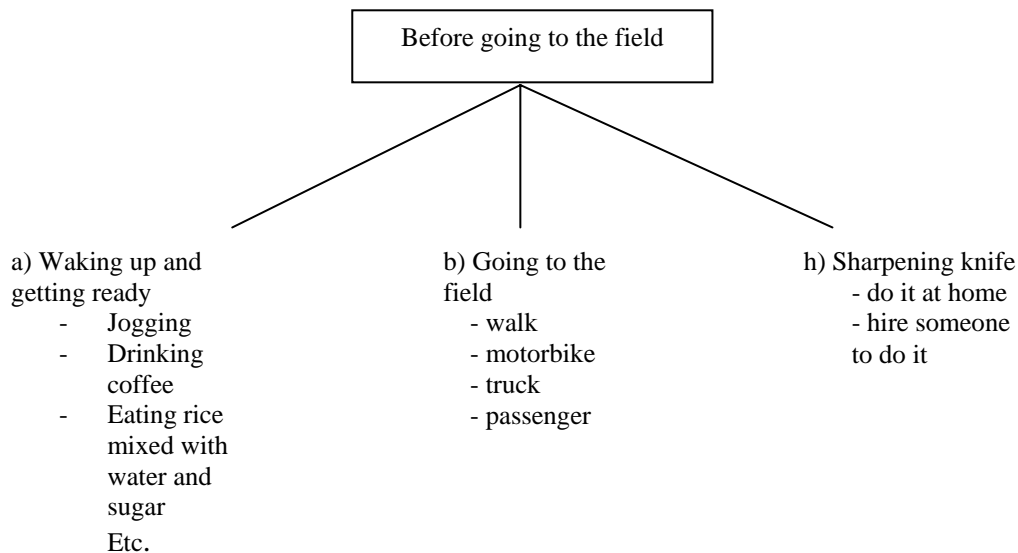 Before going to the field
a) Waking up and
getting ready
- Jogging
- Drinking
coffee
- Eating rice
mixed with
water and
sugar
Etc.
b) Going to the
field
- walk
- motorbike
- truck
- passenger
h) Sharpening knife
- do it at home
- hire someone
to do it